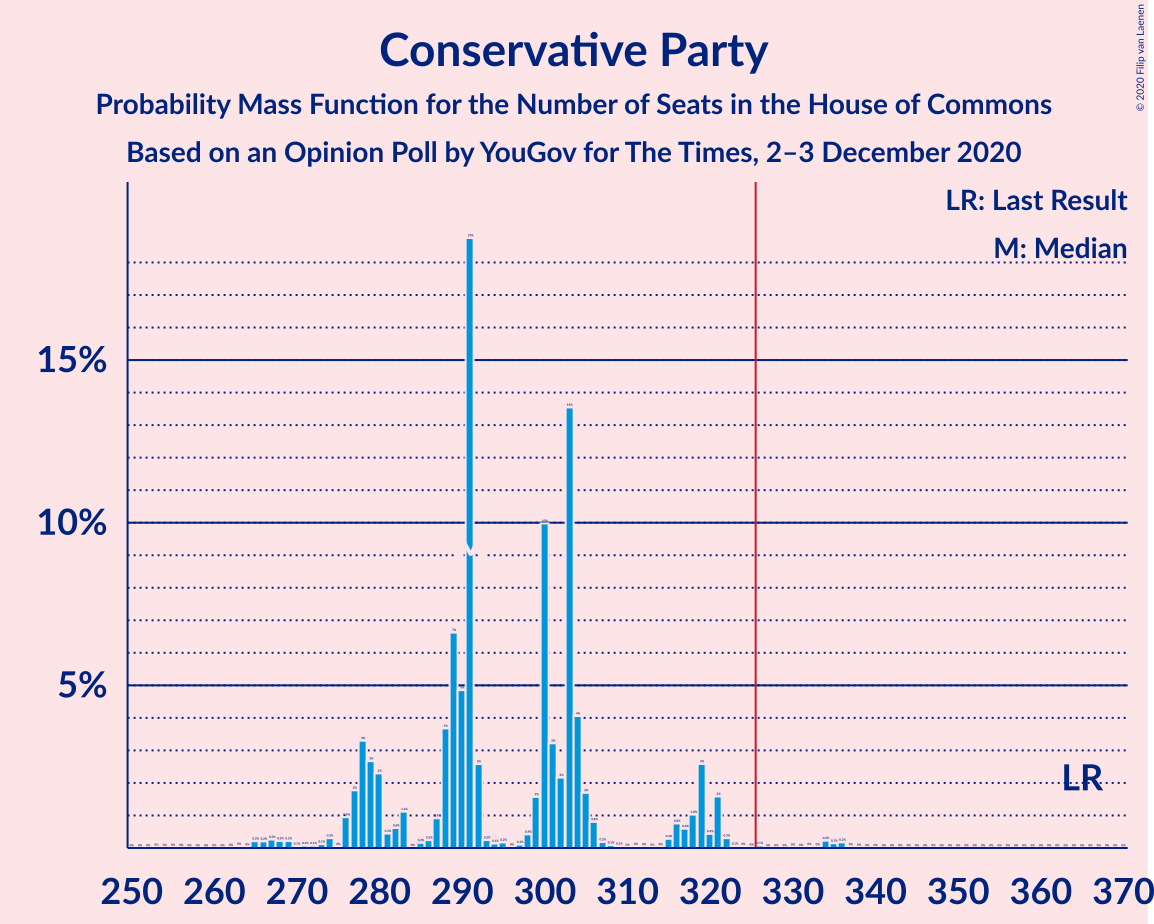 Conservative Party
Probability Mass Function for the Number of Seats in the House of Commons
Based on an Opinion Poll by YouGov for The Times, 2–3 December 2020
© 2020 Filip van Laenen
LR: Last Result
M: Median
15%
10%
5%
LR
250 260 270 280 290 300 310 320 330 340 350 360 370